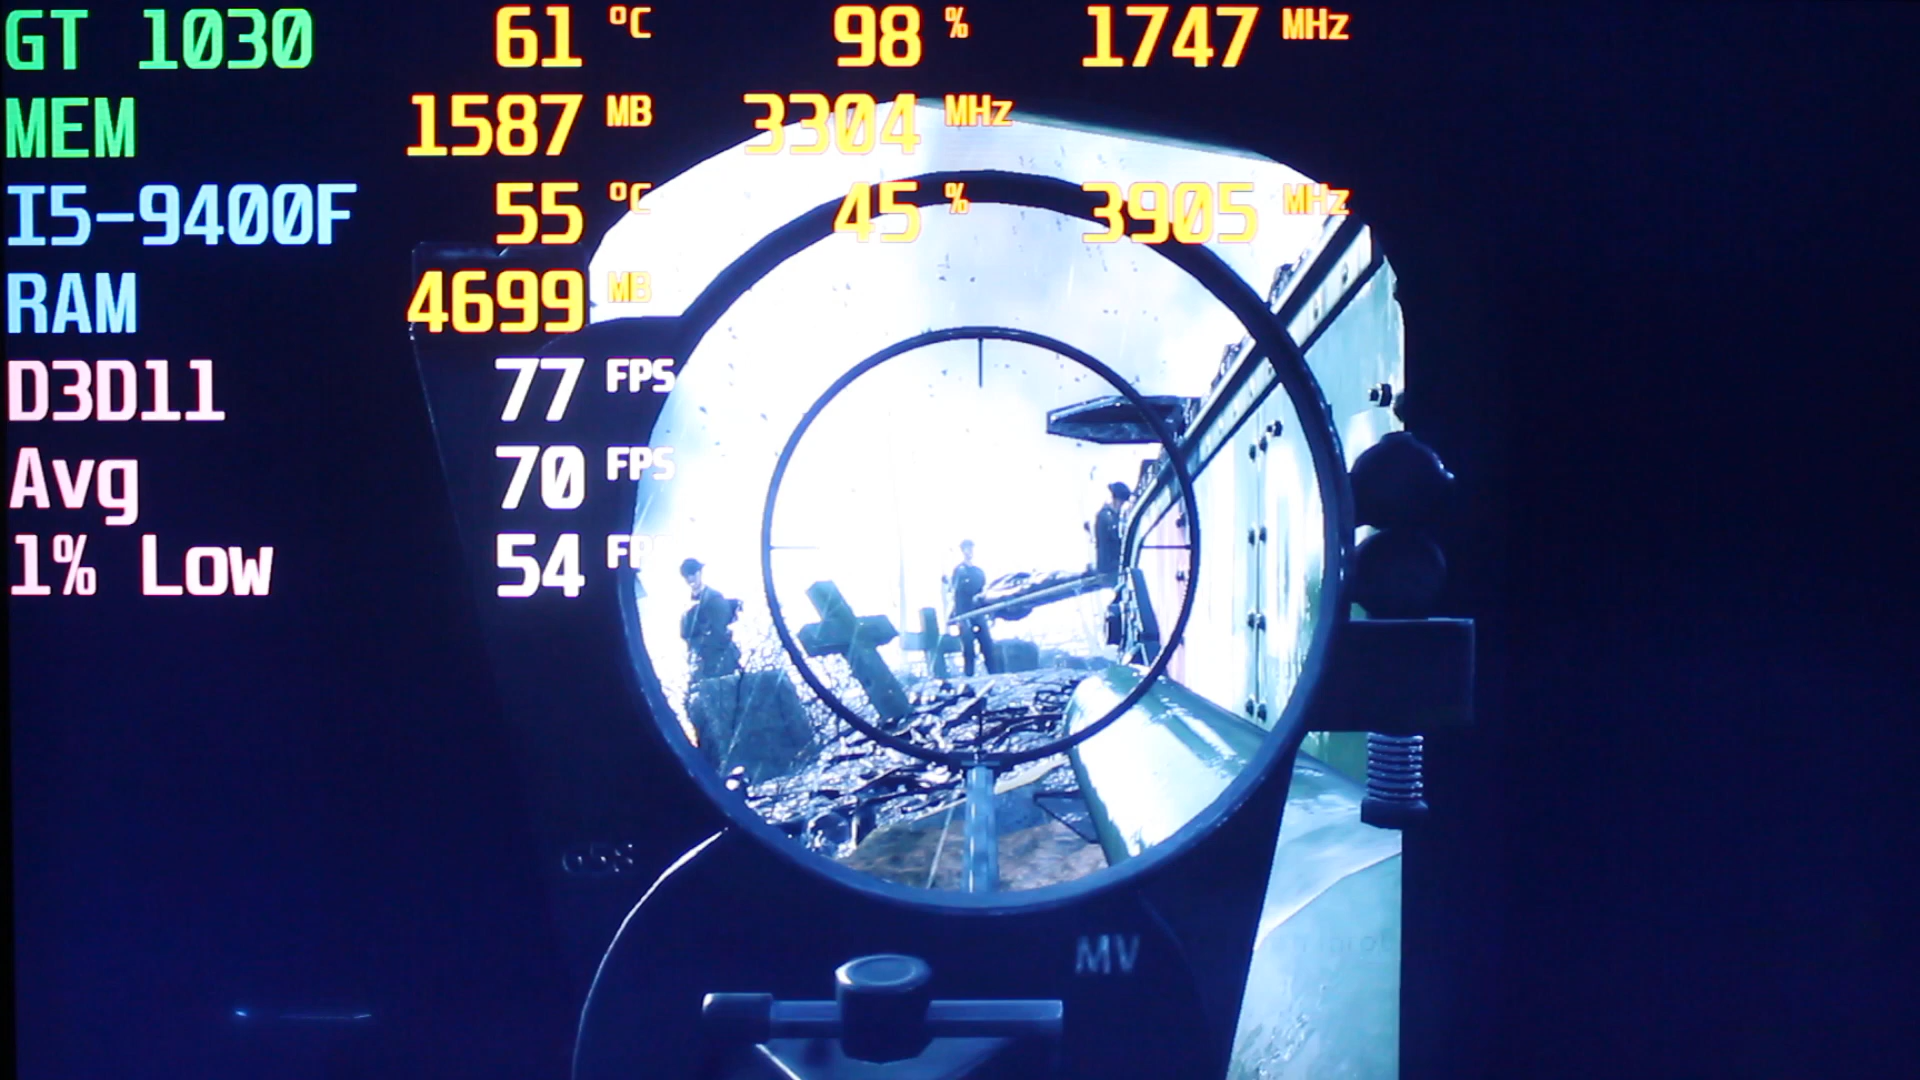 GT 1030 61 °C 98 % 1747 MHz
MEM 1587 MB 3304 MHz
I5-9400F 55 °C 45 % 3905 MHz
RAM 4699 MB
D3D11 77 FPS
Avg 70 FPS
1% Low 54 FPS
MV